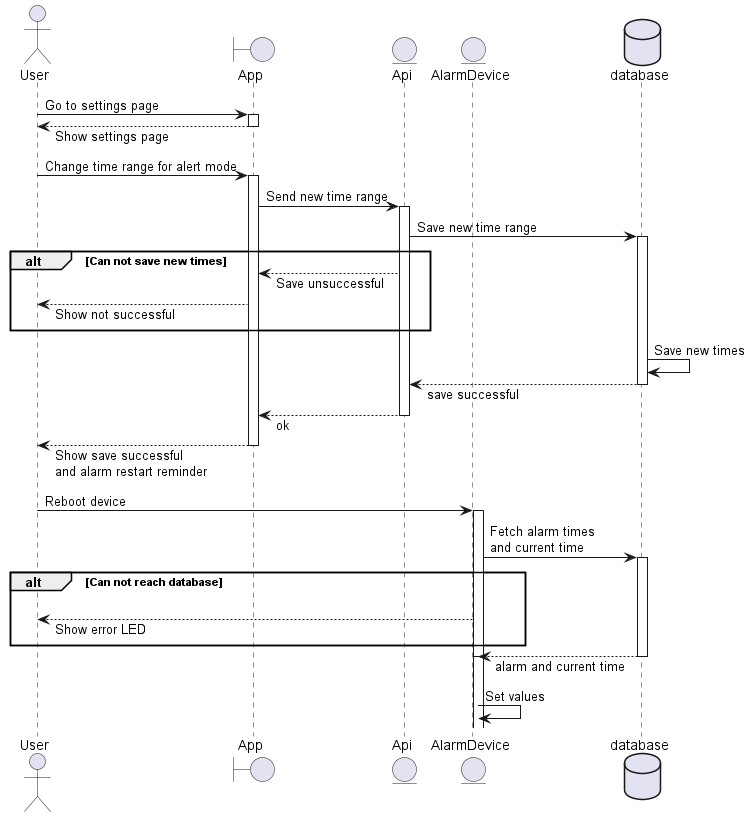 User
App
Api
AlarmDevice
database
Go to settings page
Show settings page
Change time range for alert mode
Send new time range
Save new time range
alt
[Can not save new times]
Save unsuccessful
Show not successful
Save new times
save successful
ok
Show save successful
and alarm restart reminder
Reboot device
Fetch alarm times
and current time
alt
[Can not reach database]
Show error LED
alarm and current time
Set values
User
App
Api
AlarmDevice
database